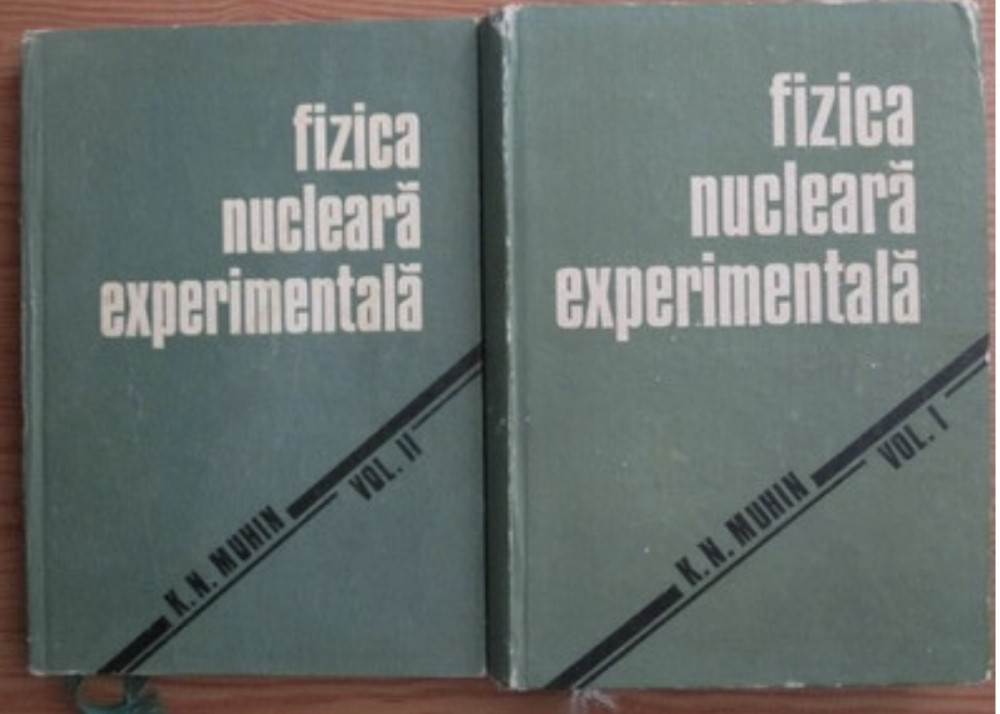 fizica
nucleară
experimentală
K. N. MUHIN
VOL. II
fizica
nucleară
experimentală
K. N. MUHIN
VOL. I